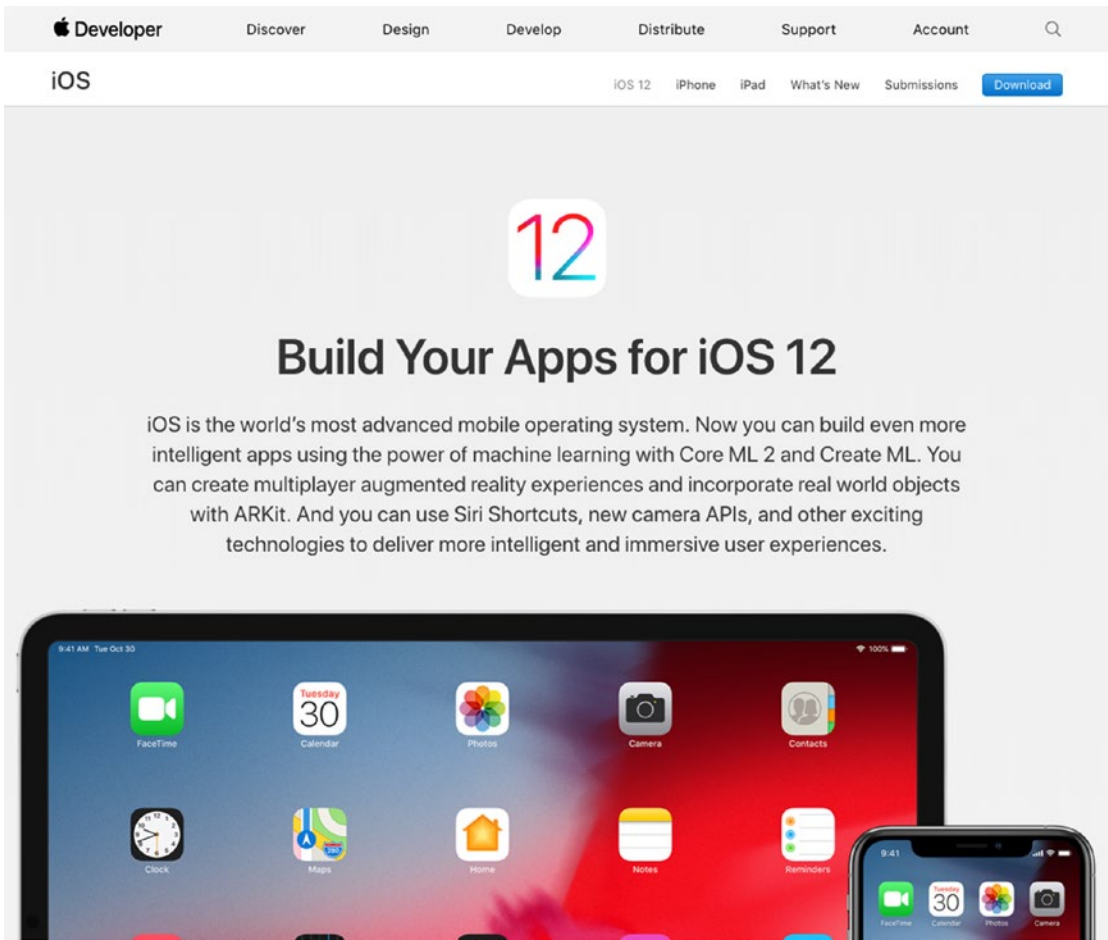 Developer Discover Design Develop Distribute Support Account
iOS iOS 12 iPhone iPad What's New Submissions Download
12
Build Your Apps for iOS 12
iOS is the world's most advanced mobile operating system. Now you can build even more
intelligent apps using the power of machine learning with Core ML 2 and Create ML. You
can create multiplayer augmented reality experiences and incorporate real world objects
with ARKit. And you can use Siri Shortcuts, new camera APIs, and other exciting
technologies to deliver more intelligent and immersive user experiences.
9:41 AM Tue Oct 30 100%
Tuesday
30
FaceTime Calendar Photos Camera Contacts
280
Clock Maps Home Notes Reminders
9:41
Tuesday
30
FaceTime Calendar Photos Camera